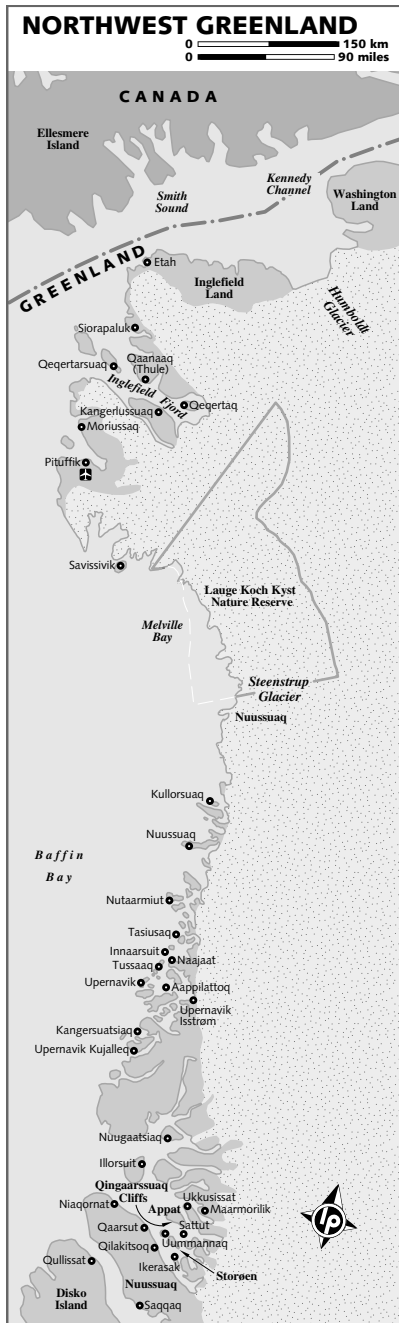 NORTHWEST GREENLAND
0 150 km
0 90 miles
CANADA
Ellesmere
Island
Kennedy
Channel
Smith
Sound
Washington
Land
GREENLAND
Etah
Inglefield
Land
Humboldt
Glacier
Siorapaluk
Qaanaaq
(Thule)
Qeqertarsuaq
Inglefield Fjord
Qeqertaq
Kangerlussuaq
Moriussaq
Pituffik
Savissivik
Lauge Koch Kyst
Nature Reserve
Melville
Bay
Steenstrup
Glacier
Nuussuaq
Kullorsuaq
Nuussuaq
Baffin
Bay
Nutaarmiut
Tasiusaq
Innaarsuit
Naajaat
Tussaaq
Upernavik
Aappilattoq
Upernavik
Isstrøm
Kangersuatsiaq
Upernavik Kujalleq
Nuugaatsiaq
Illorsuit
Qingaarssuaq
Cliffs
Ukkusissat
Niaqornat
Appat
Maarmorilik
Sattut
Qaarsut
Uummannaq
Qilakitsoq
Ikerasak
Storøen
Qullissat
Nuussuaq
Disko
Island
Saqqaq
lp